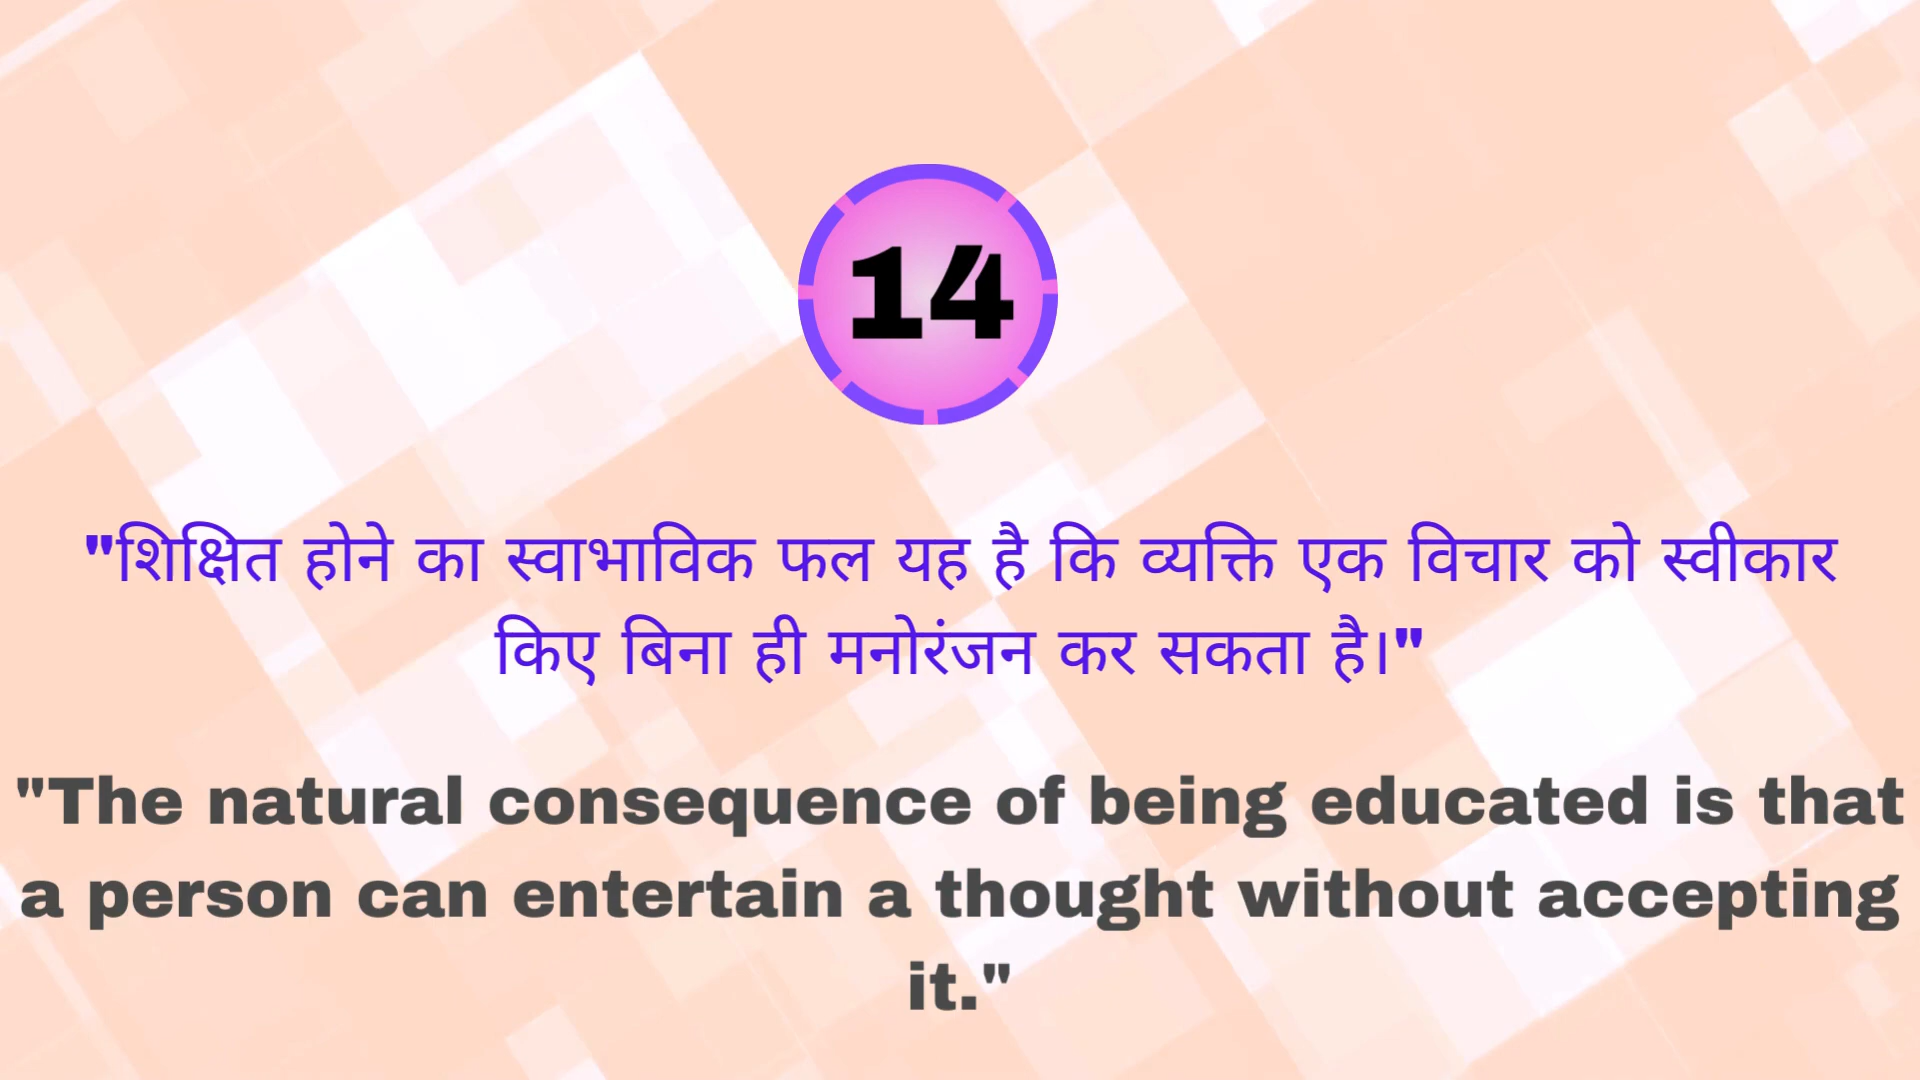 14
"शिक्षित होने का स्वाभाविक फल यह है कि व्यक्ति एक विचार को स्वीकार
किए बिना ही मनोरंजन कर सकता है।"
"The natural consequence of being educated is that
a person can entertain a thought without accepting
it."